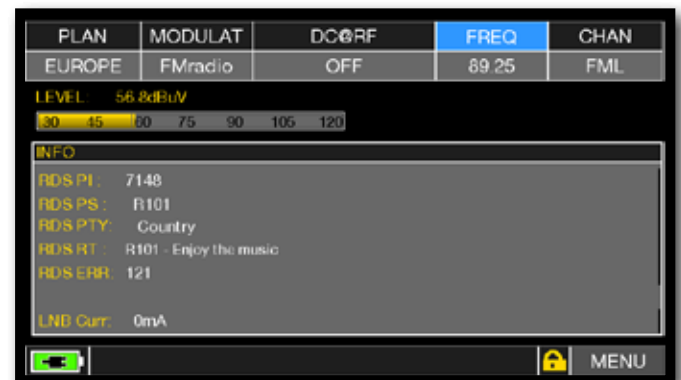 PLAN MODULAT DC@RF FREQ CHAN
EUROPE FMradio OFF 89.25 FML
LEVEL: 56.8dBuV
30 45 60 75 90 105 120
INFO
RDS PI : 7148
RDS PS : R101
RDS PTY: Country
RDS RT : R101 - Enjoy the music
RDS ERR: 121
LNB Curr: 0mA
MENU